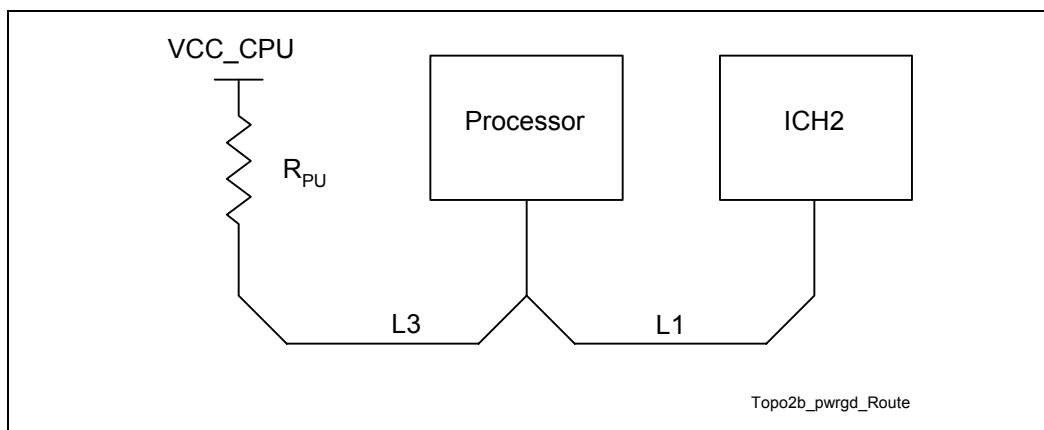 VCC_CPU
Processor
ICH2
R_PU
L3
L1
Topo2b_pwrgd_Route